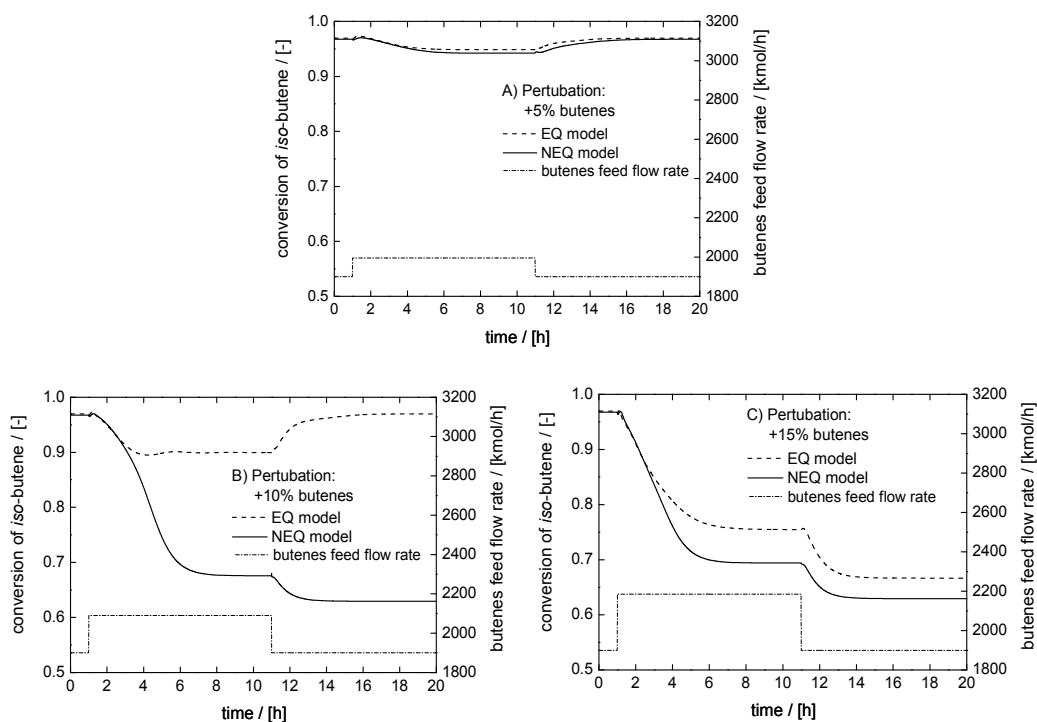 1.0
0.9
0.8
0.7
0.6
0.5
conversion of iso-butene / [-]
3200
3000
2800
2600
2400
2200
2000
1800
butenes feed flow rate / [kmol/h]
A) Pertubation:
+5% butenes
EQ model
NEQ model
butenes feed flow rate
0 2 4 6 8 10 12 14 16 18 20
time / [h]
1.0
0.9
0.8
0.7
0.6
0.5
conversion of iso-butene / [-]
3200
3000
2800
2600
2400
2200
2000
1800
butenes feed flow rate / [kmol/h]
B) Pertubation:
+10% butenes
EQ model
NEQ model
butenes feed flow rate
0 2 4 6 8 10 12 14 16 18 20
time / [h]
1.0
0.9
0.8
0.7
0.6
0.5
conversion of iso-butene / [-]
3200
3000
2800
2600
2400
2200
2000
1800
butenes feed flow rate / [kmol/h]
C) Pertubation:
+15% butenes
EQ model
NEQ model
butenes feed flow rate
0 2 4 6 8 10 12 14 16 18 20
time / [h]